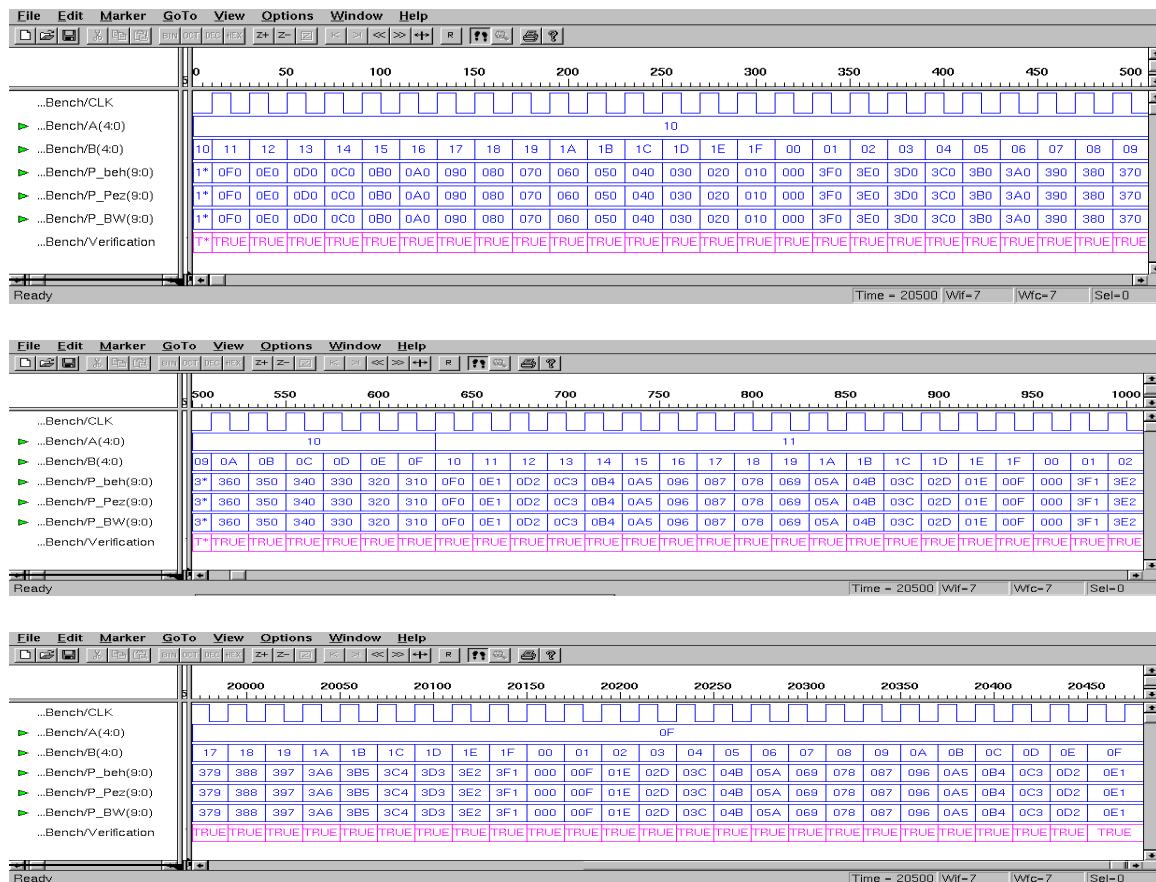 File Edit Marker GoTo View Options Window Help
BIN OCT DEC HEX Z+ Z- R
0 50 100 150 200 250 300 350 400 450 500
...Bench/CLK
...Bench/A(4:0) 10
...Bench/B(4:0) 10 11 12 13 14 15 16 17 18 19 1A 1B 1C 1D 1E 1F 00 01 02 03 04 05 06 07 08 09
...Bench/P_beh(9:0) 1* 0F0 0E0 0D0 0C0 0B0 0A0 090 080 070 060 050 040 030 020 010 000 3F0 3E0 3D0 3C0 3B0 3A0 390 380 370
...Bench/P_Pez(9:0) 1* 0F0 0E0 0D0 0C0 0B0 0A0 090 080 070 060 050 040 030 020 010 000 3F0 3E0 3D0 3C0 3B0 3A0 390 380 370
...Bench/P_BW(9:0) 1* 0F0 0E0 0D0 0C0 0B0 0A0 090 080 070 060 050 040 030 020 010 000 3F0 3E0 3D0 3C0 3B0 3A0 390 380 370
...Bench/Verification T* TRUE TRUE TRUE TRUE TRUE TRUE TRUE TRUE TRUE TRUE TRUE TRUE TRUE TRUE TRUE TRUE TRUE TRUE TRUE TRUE TRUE TRUE TRUE TRUE TRUE
Ready Time = 20500 Wif=7 Wfc=7 Sel=0
File Edit Marker GoTo View Options Window Help
BIN OCT DEC HEX Z+ Z- R
500 550 600 650 700 750 800 850 900 950 1000
...Bench/CLK
...Bench/A(4:0) 10 11
...Bench/B(4:0) 09 0A 0B 0C 0D 0E 0F 10 11 12 13 14 15 16 17 18 19 1A 1B 1C 1D 1E 1F 00 01 02
...Bench/P_beh(9:0) 3* 360 350 340 330 320 310 0F0 0E1 0D2 0C3 0B4 0A5 096 087 078 069 05A 04B 03C 02D 01E 00F 000 3F1 3E2
...Bench/P_Pez(9:0) 3* 360 350 340 330 320 310 0F0 0E1 0D2 0C3 0B4 0A5 096 087 078 069 05A 04B 03C 02D 01E 00F 000 3F1 3E2
...Bench/P_BW(9:0) 3* 360 350 340 330 320 310 0F0 0E1 0D2 0C3 0B4 0A5 096 087 078 069 05A 04B 03C 02D 01E 00F 000 3F1 3E2
...Bench/Verification T* TRUE TRUE TRUE TRUE TRUE TRUE TRUE TRUE TRUE TRUE TRUE TRUE TRUE TRUE TRUE TRUE TRUE TRUE TRUE TRUE TRUE TRUE TRUE TRUE TRUE
Ready Time = 20500 Wif=7 Wfc=7 Sel=0
File Edit Marker GoTo View Options Window Help
BIN OCT DEC HEX Z+ Z- R
20000 20050 20100 20150 20200 20250 20300 20350 20400 20450
...Bench/CLK
...Bench/A(4:0) 0F
...Bench/B(4:0) 17 18 19 1A 1B 1C 1D 1E 1F 00 01 02 03 04 05 06 07 08 09 0A 0B 0C 0D 0E 0F
...Bench/P_beh(9:0) 379 388 397 3A6 3B5 3C4 3D3 3E2 3F1 000 00F 01E 02D 03C 04B 05A 069 078 087 096 0A5 0B4 0C3 0D2 0E1
...Bench/P_Pez(9:0) 379 388 397 3A6 3B5 3C4 3D3 3E2 3F1 000 00F 01E 02D 03C 04B 05A 069 078 087 096 0A5 0B4 0C3 0D2 0E1
...Bench/P_BW(9:0) 379 388 397 3A6 3B5 3C4 3D3 3E2 3F1 000 00F 01E 02D 03C 04B 05A 069 078 087 096 0A5 0B4 0C3 0D2 0E1
...Bench/Verification TRUE TRUE TRUE TRUE TRUE TRUE TRUE TRUE TRUE TRUE TRUE TRUE TRUE TRUE TRUE TRUE TRUE TRUE TRUE TRUE TRUE TRUE TRUE TRUE TRUE
Ready Time = 20500 Wif=7 Wfc=7 Sel=0